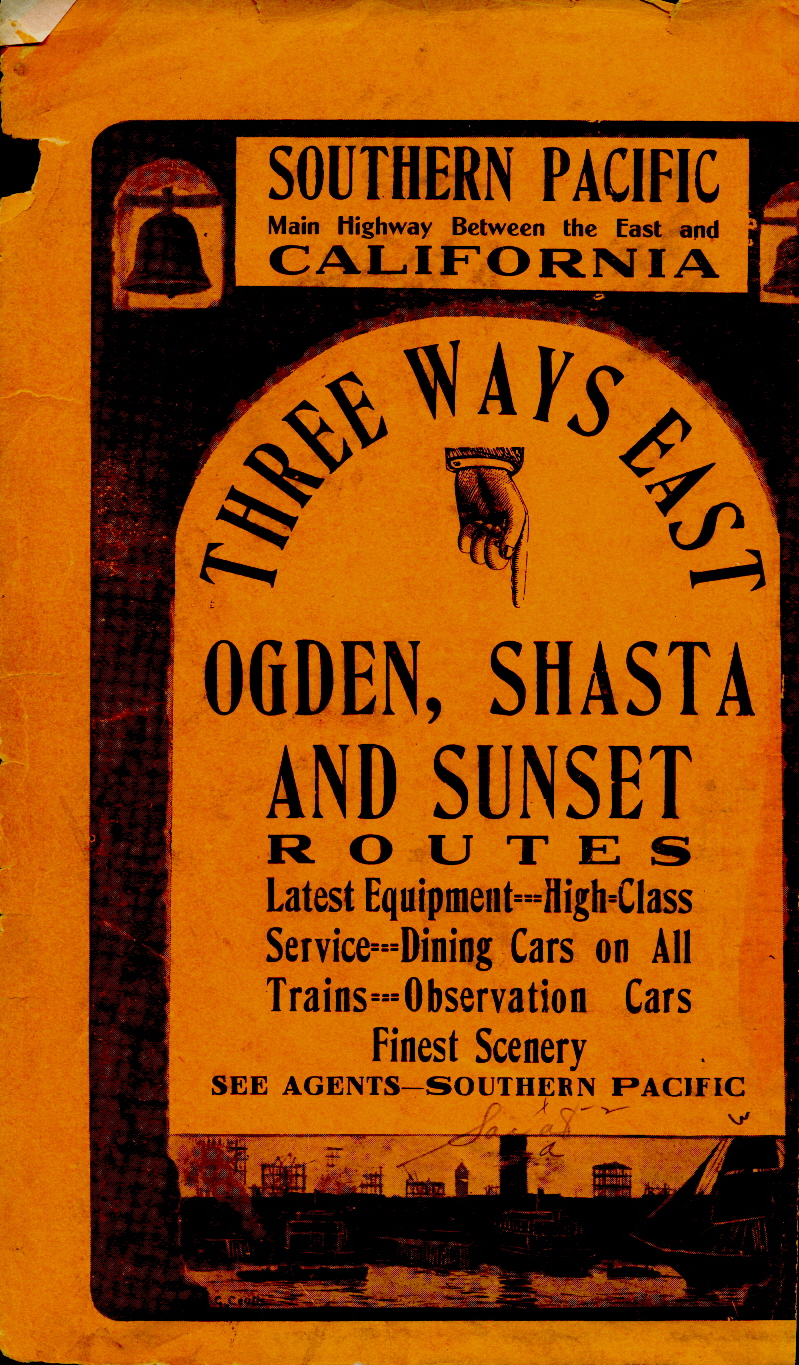 SOUTHERN PACIFIC
Main Highway Between the East and
CALIFORNIA
THREE WAYS EAST
OGDEN, SHASTA
AND SUNSET
ROUTES
Latest Equipment---High-Class
Service---Dining Cars on All
Trains---Observation Cars
Finest Scenery
SEE AGENTS—SOUTHERN PACIFIC